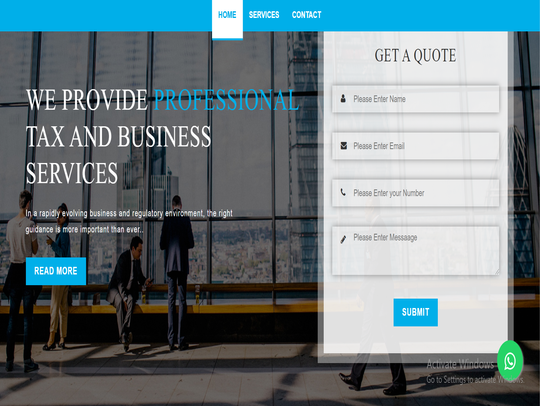 HOME SERVICES CONTACT
GET A QUOTE
WE PROVIDE PROFESSIONAL
TAX AND BUSINESS
SERVICES
In a rapidly evolving business and regulatory environment, the right
guidance is more important than ever..
READ MORE
Please Enter Name
Please Enter Email
Please Enter your Number
Please Enter Messaage
SUBMIT
Activate Windows
Go to Settings to activate Windows.